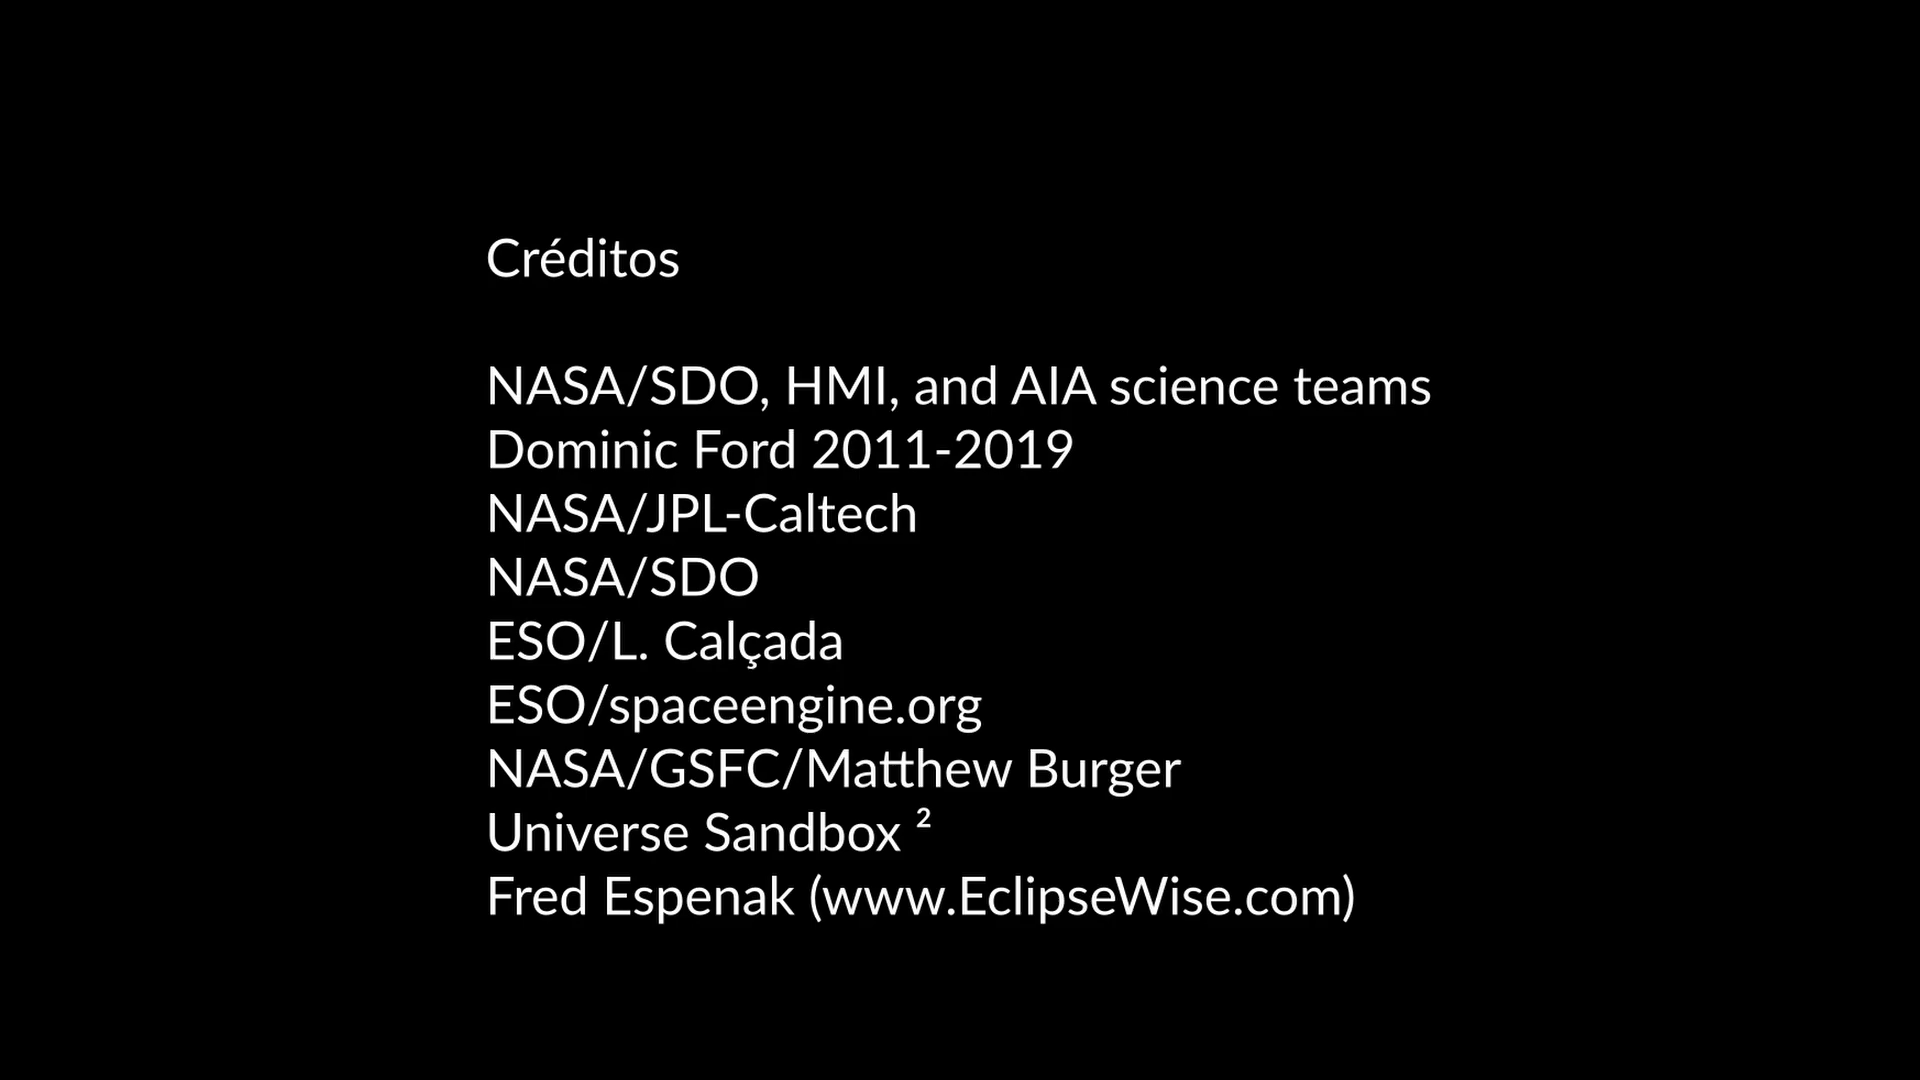 Créditos
NASA/SDO, HMI, and AIA science teams
Dominic Ford 2011-2019
NASA/JPL-Caltech
NASA/SDO
ESO/L. Calçada
ESO/spaceengine.org
NASA/GSFC/Matthew Burger
Universe Sandbox ²
Fred Espenak (www.EclipseWise.com)